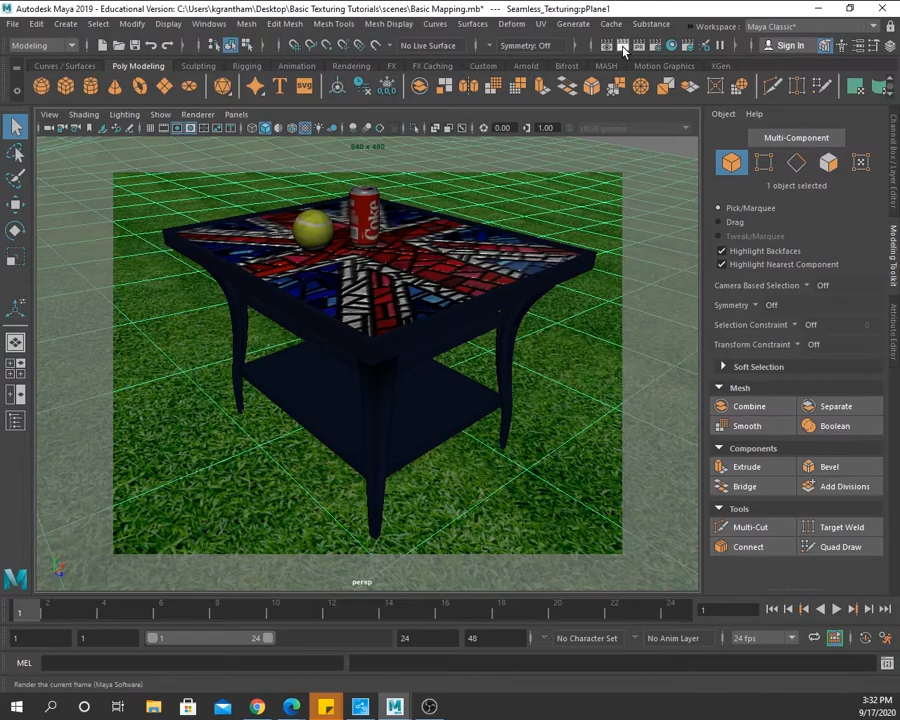 Autodesk Maya 2019 - Educational Version: C:\Users\kgrantham\Desktop\Basic Texturing Tutorials\scenes\Basic Mapping.mb* --- Seamless_Texturing:pPlane1
File Edit Create Select Modify Display Windows Mesh Edit Mesh Mesh Tools Mesh Display Curves Surfaces Deform UV Generate Cache Substance Workspace: Maya Classic*
Modeling No Live Surface Symmetry: Off Sign In
Curves / Surfaces Poly Modeling Sculpting Rigging Animation Rendering FX FX Caching Custom Arnold Bifrost MASH Motion Graphics XGen
View Shading Lighting Show Renderer Panels
0.00 1.00 sRGB gamma
540 x 480
Coke
persp
Object Help
Multi-Component
1 object selected
Pick/Marquee
Drag
Tweak/Marquee
Highlight Backfaces
Highlight Nearest Component
Camera Based Selection Off
Symmetry Off
Selection Constraint Off 0
Transform Constraint Off
Soft Selection
Mesh
Combine Separate
Smooth Boolean
Components
Extrude Bevel
Bridge Add Divisions
Tools
Multi-Cut Target Weld
Connect Quad Draw
Channel Box / Layer Editor
Modeling Toolkit
Attribute Editor
1 2 4 6 8 10 12 14 16 18 20 22 24 1
1 1 1 24 24 48 No Character Set No Anim Layer 24 fps
MEL
Render the current frame (Maya Software)
3:32 PM
9/17/2020